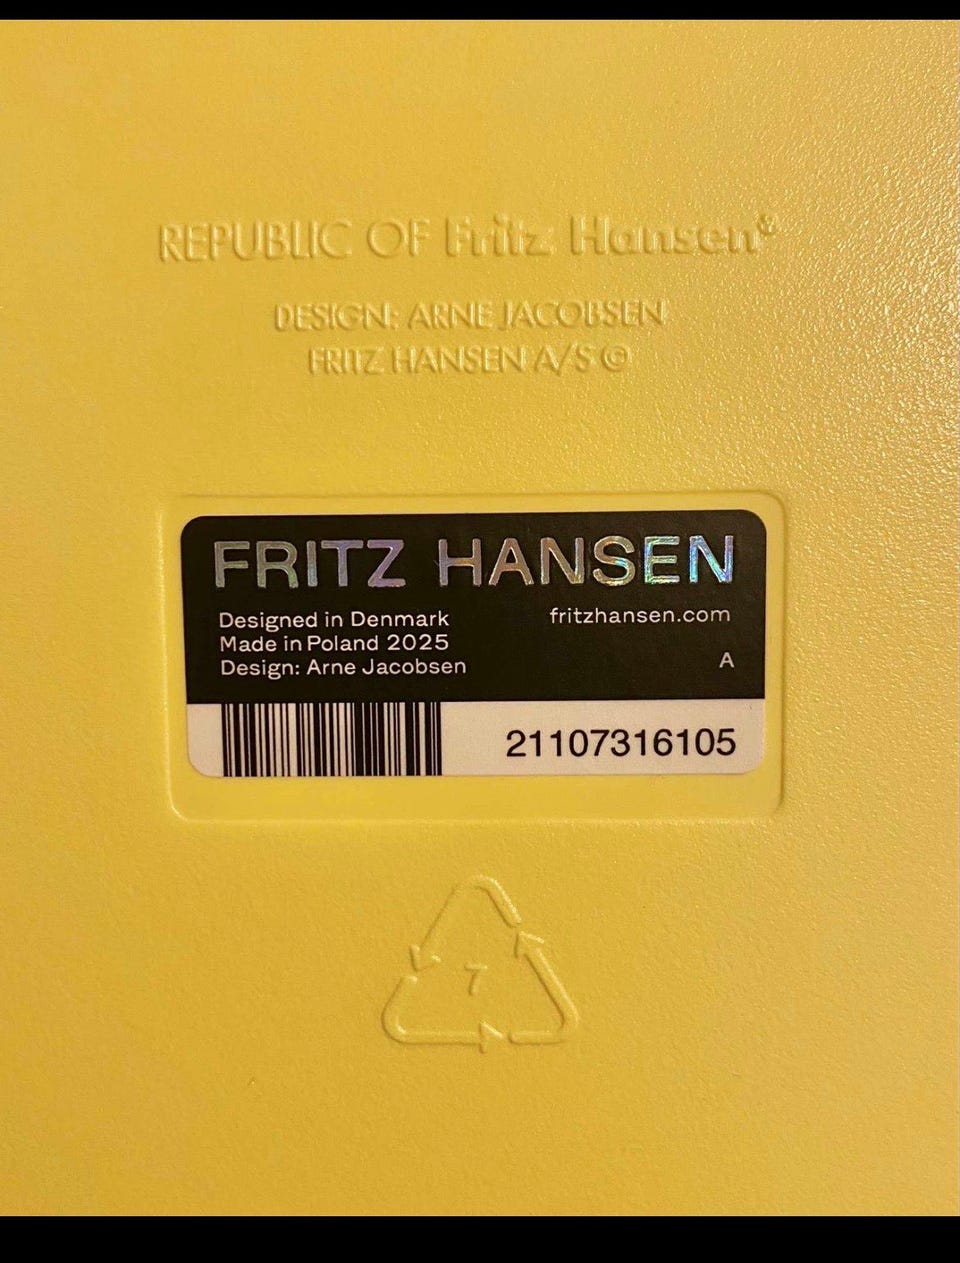 REPUBLIC OF Fritz Hansen®
DESIGN: ARNE JACOBSEN
FRITZ HANSEN A/S ©
FRITZ HANSEN
Designed in Denmark
Made in Poland 2025
Design: Arne Jacobsen
fritzhansen.com
A
21107316105
7